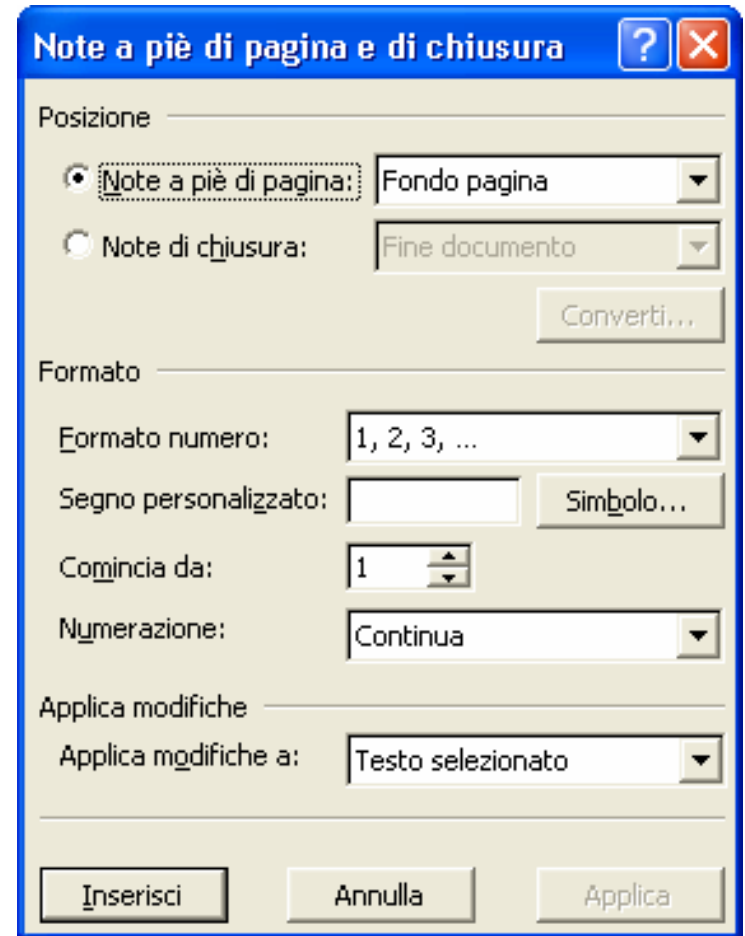 Note a piè di pagina e di chiusura
Posizione
Note a piè di pagina: Fondo pagina
Note di chiusura: Fine documento
Converti...
Formato
Formato numero: 1, 2, 3, ...
Segno personalizzato: Simbolo...
Comincia da: 1
Numerazione: Continua
Applica modifiche
Applica modifiche a: Testo selezionato
Inserisci Annulla Applica